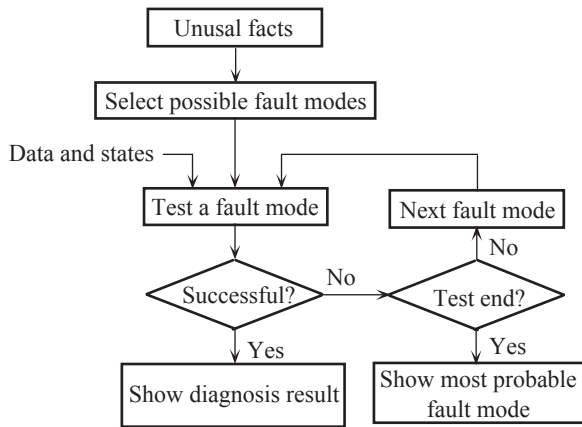 Unusal facts
Select possible fault modes
Data and states
Test a fault mode
Next fault mode
No
Successful?
No
Test end?
Yes
Yes
Show diagnosis result
Show most probable
fault mode